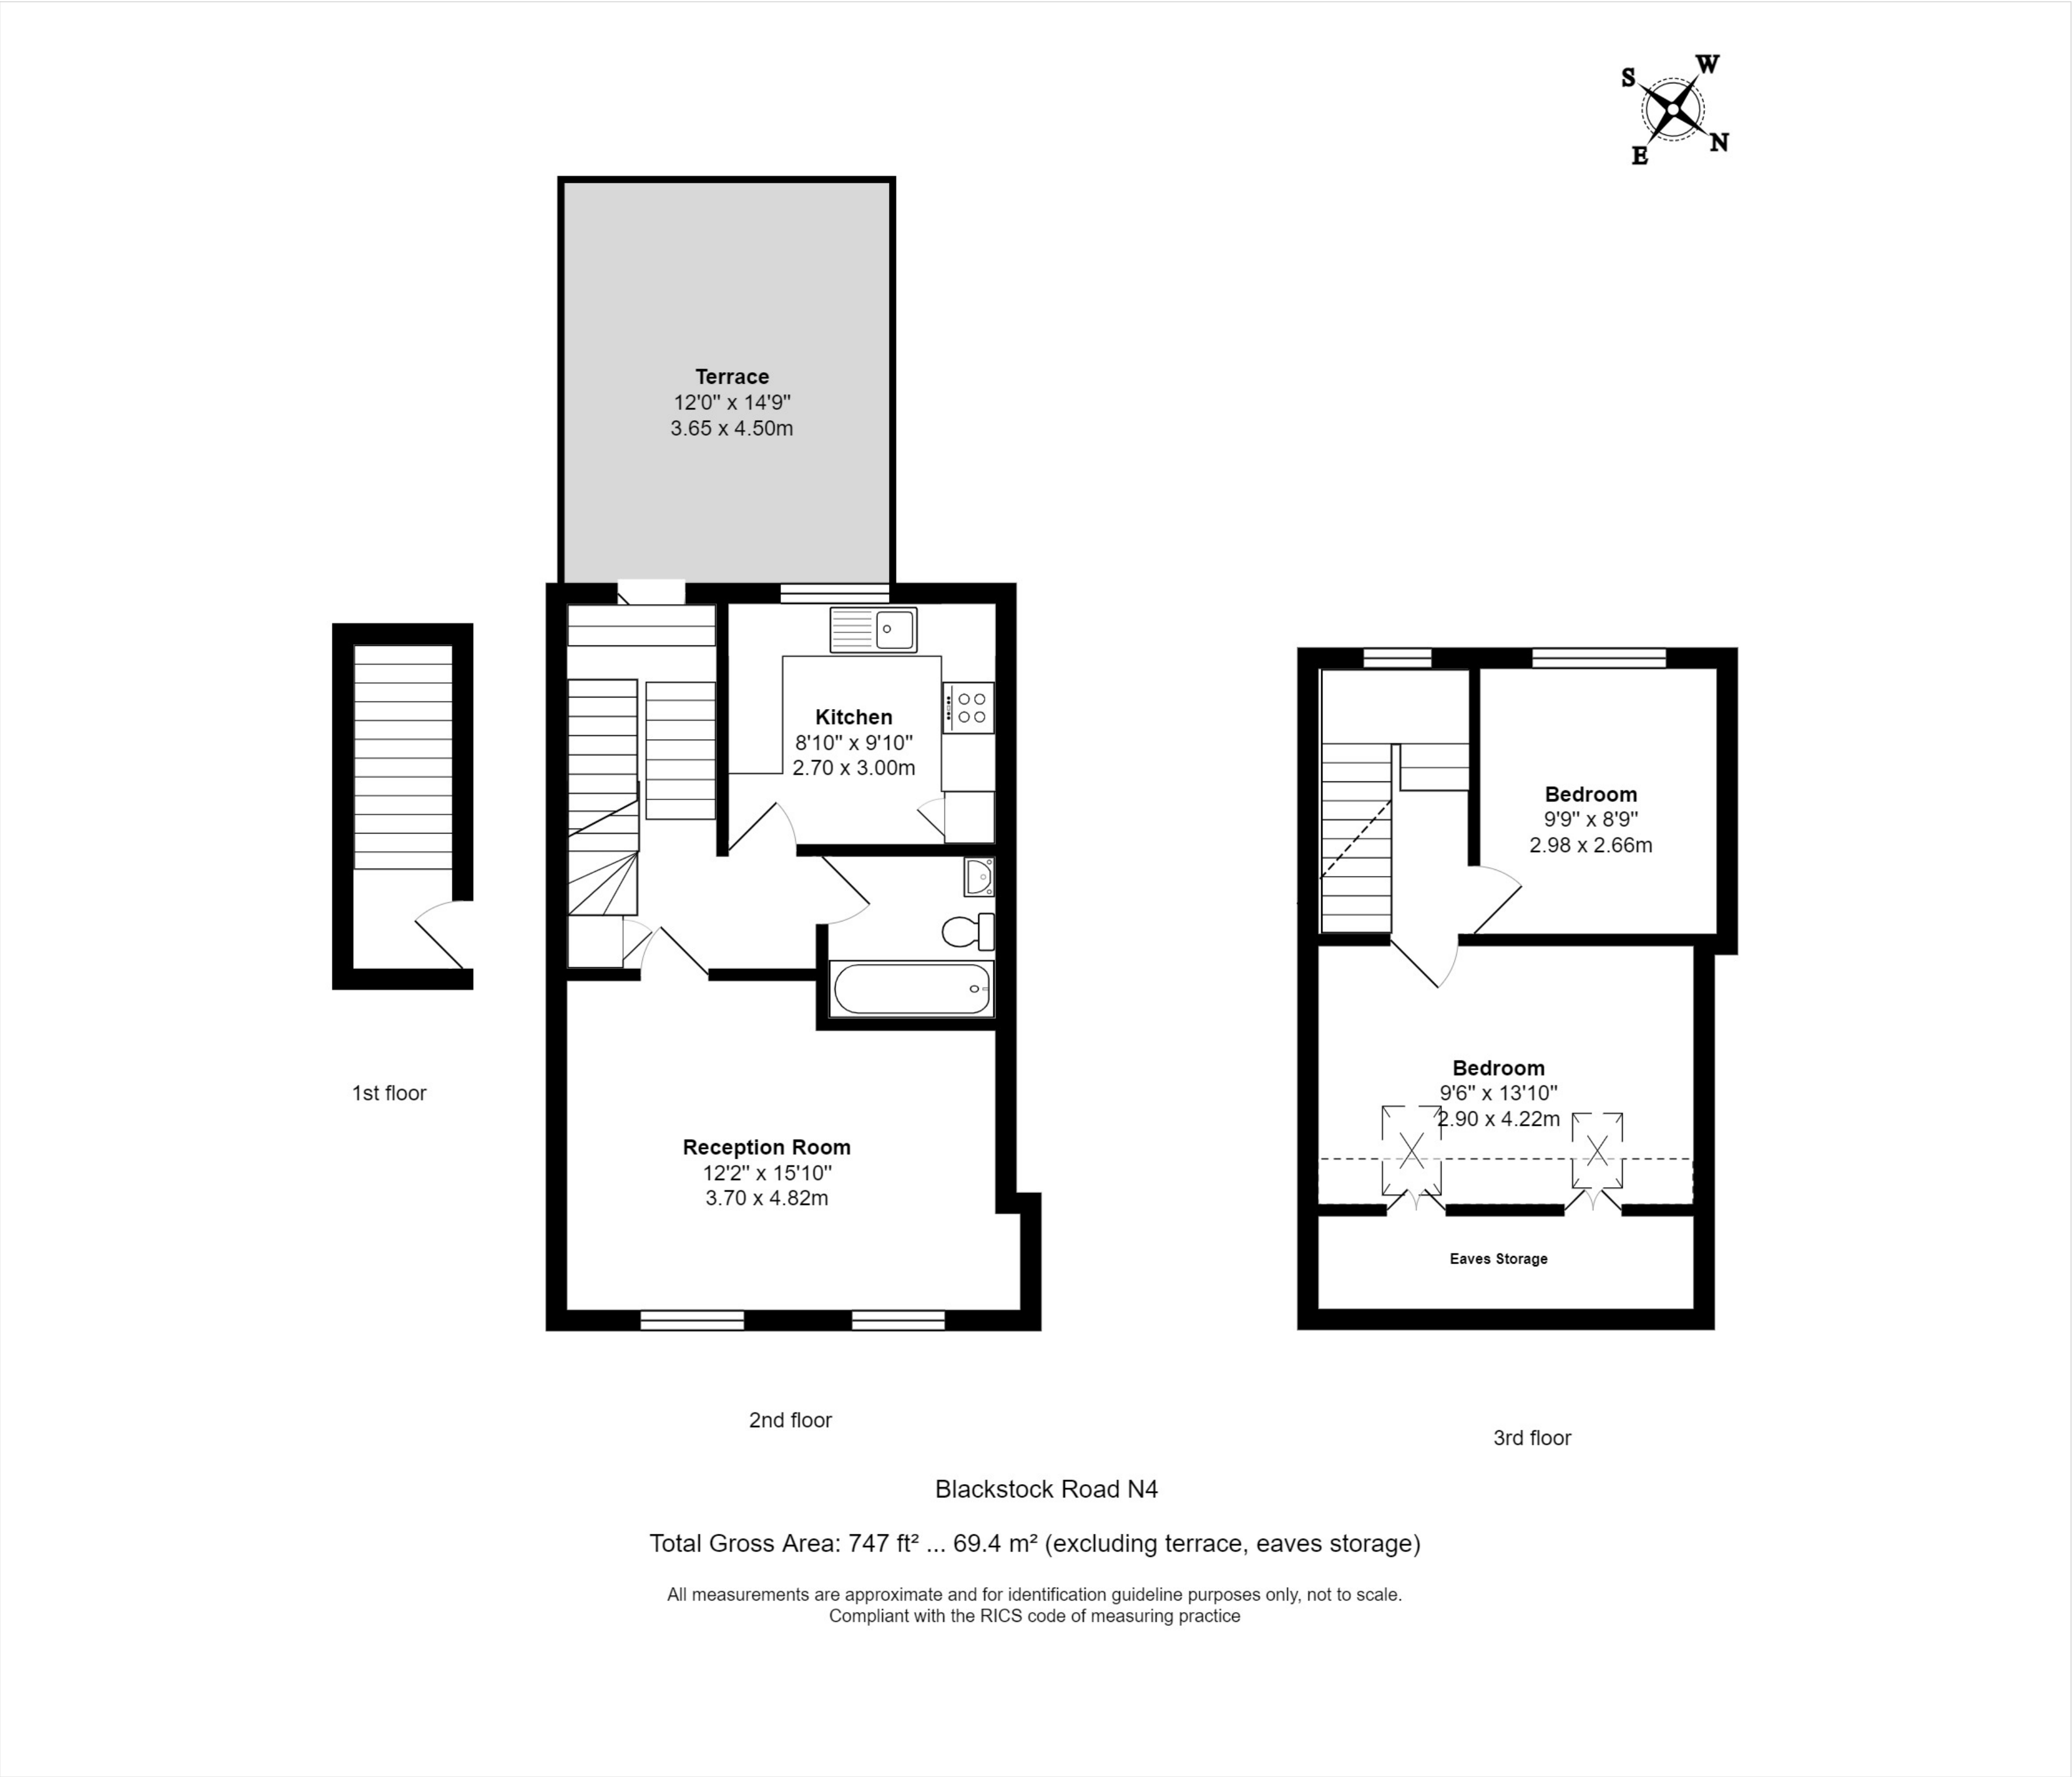 S
W
E
N
Terrace
12'0" x 14'9"
3.65 x 4.50m
Kitchen
8'10" x 9'10"
2.70 x 3.00m
Reception Room
12'2" x 15'10"
3.70 x 4.82m
Bedroom
9'9" x 8'9"
2.98 x 2.66m
Bedroom
9'6" x 13'10"
2.90 x 4.22m
Eaves Storage
1st floor
2nd floor
3rd floor
Blackstock Road N4
Total Gross Area: 747 ft² ... 69.4 m² (excluding terrace, eaves storage)
All measurements are approximate and for identification guideline purposes only, not to scale.
Compliant with the RICS code of measuring practice